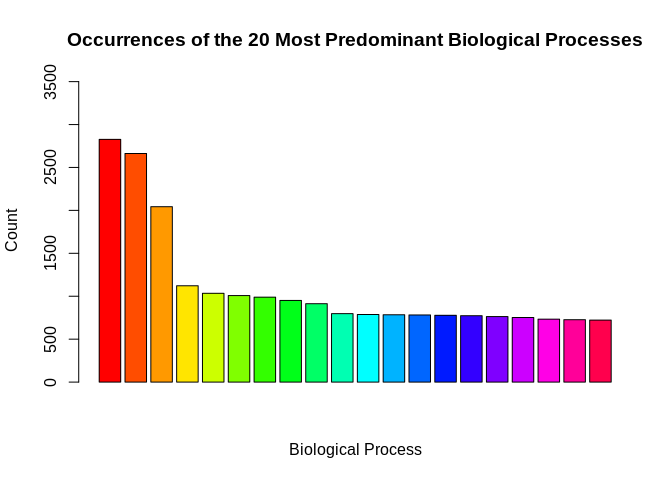 Occurrences of the 20 Most Predominant Biological Processes
3500
2500
1500
500
0
Count
Biological Process